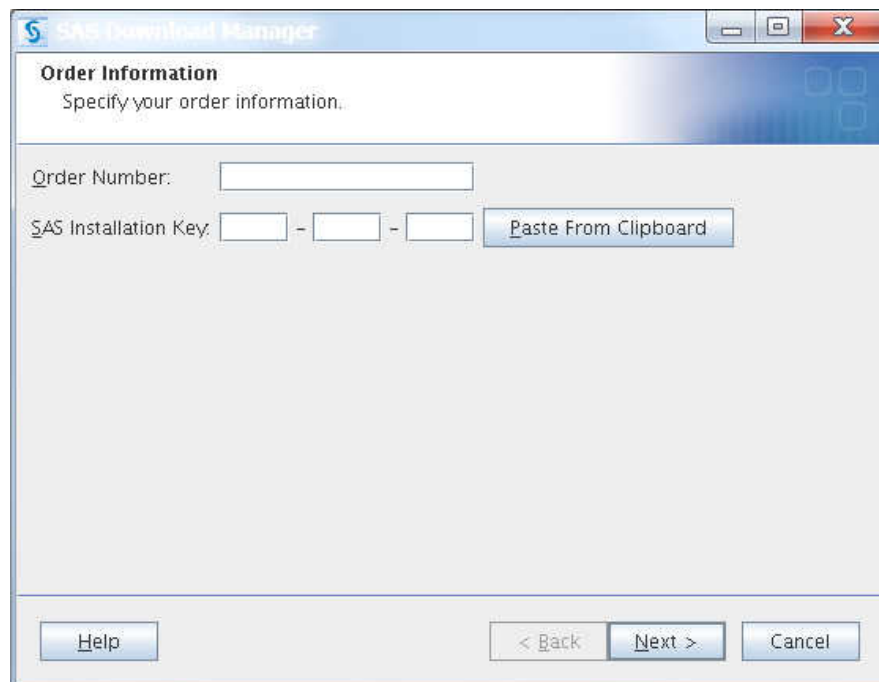 SAS Download Manager
Order Information
Specify your order information.
Order Number:
SAS Installation Key: - - Paste From Clipboard
Help < Back Next > Cancel